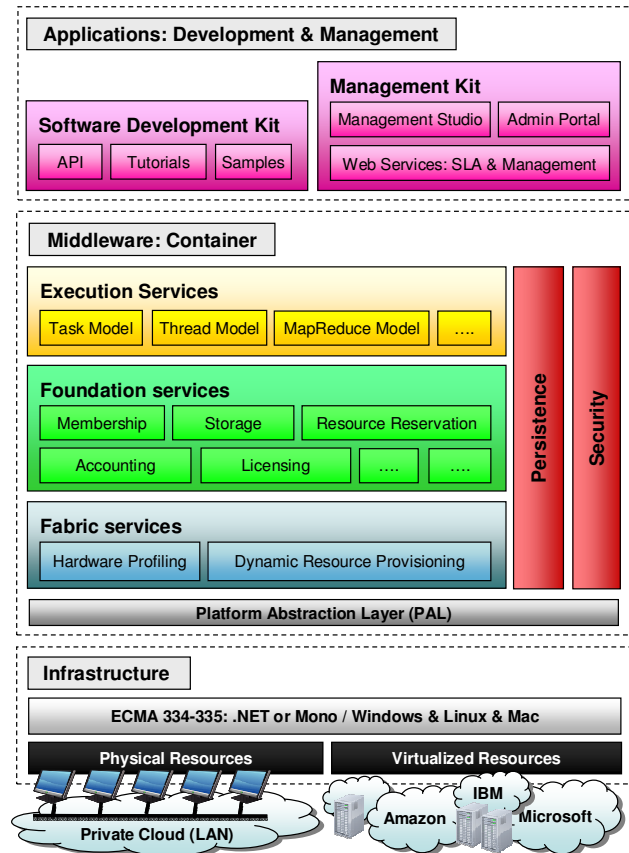 Applications: Development & Management
Management Kit
Management Studio
Admin Portal
Web Services: SLA & Management
Software Development Kit
API
Tutorials
Samples
Middleware: Container
Execution Services
Task Model
Thread Model
MapReduce Model
....
Foundation services
Membership
Storage
Resource Reservation
Accounting
Licensing
....
....
Fabric services
Hardware Profiling
Dynamic Resource Provisioning
Persistence
Security
Platform Abstraction Layer (PAL)
Infrastructure
ECMA 334-335: .NET or Mono / Windows & Linux & Mac
Physical Resources
Virtualized Resources
Private Cloud (LAN)
Amazon
IBM
Microsoft